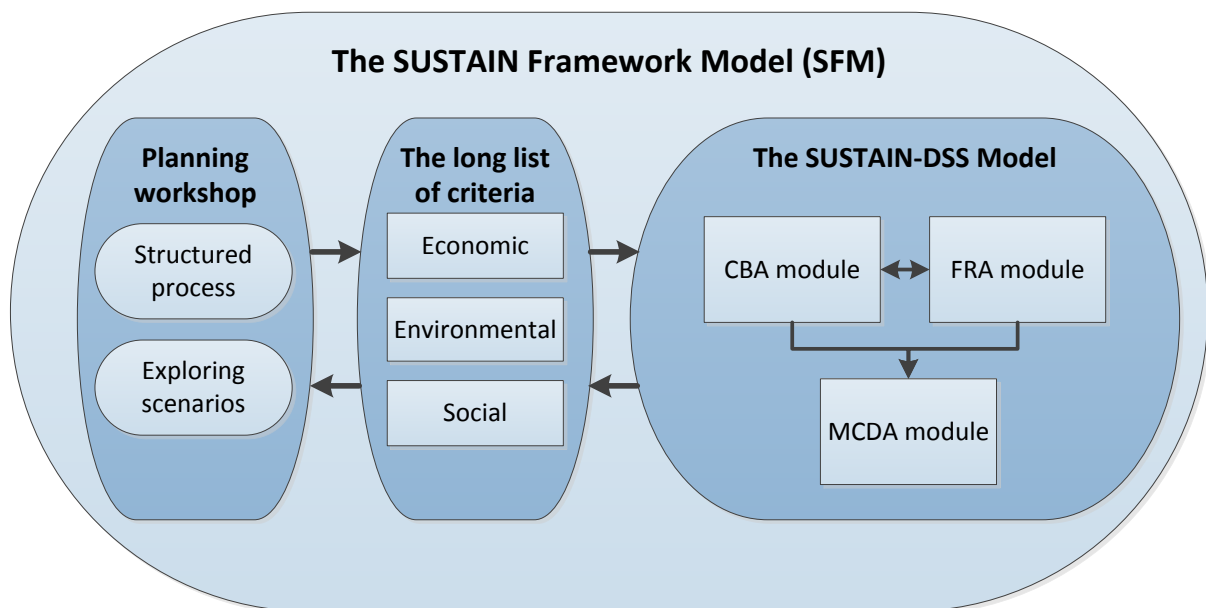 The SUSTAIN Framework Model (SFM)
Planning
workshop
Structured
process
Exploring
scenarios
The long list
of criteria
Economic
Environmental
Social
The SUSTAIN-DSS Model
CBA module
FRA module
MCDA module